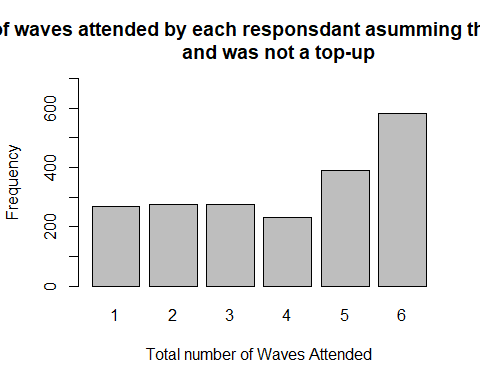 of waves attended by each responsdant asumming th
and was not a top-up
Frequency
600
400
200
0
1 2 3 4 5 6
Total number of Waves Attended